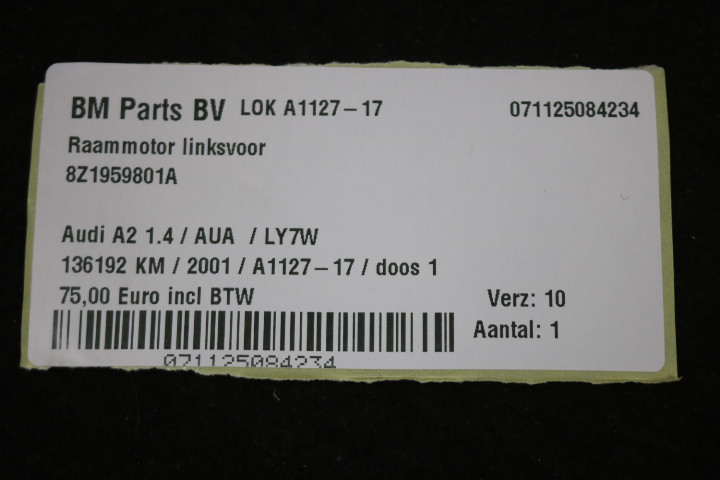 BM Parts BV LOK A1127-17 071125084234
Raammotor linksvoor
8Z1959801A
Audi A2 1.4 / AUA / LY7W
136192 KM / 2001 / A1127-17 / doos 1
75,00 Euro incl BTW Verz: 10
Aantal: 1
071125084234